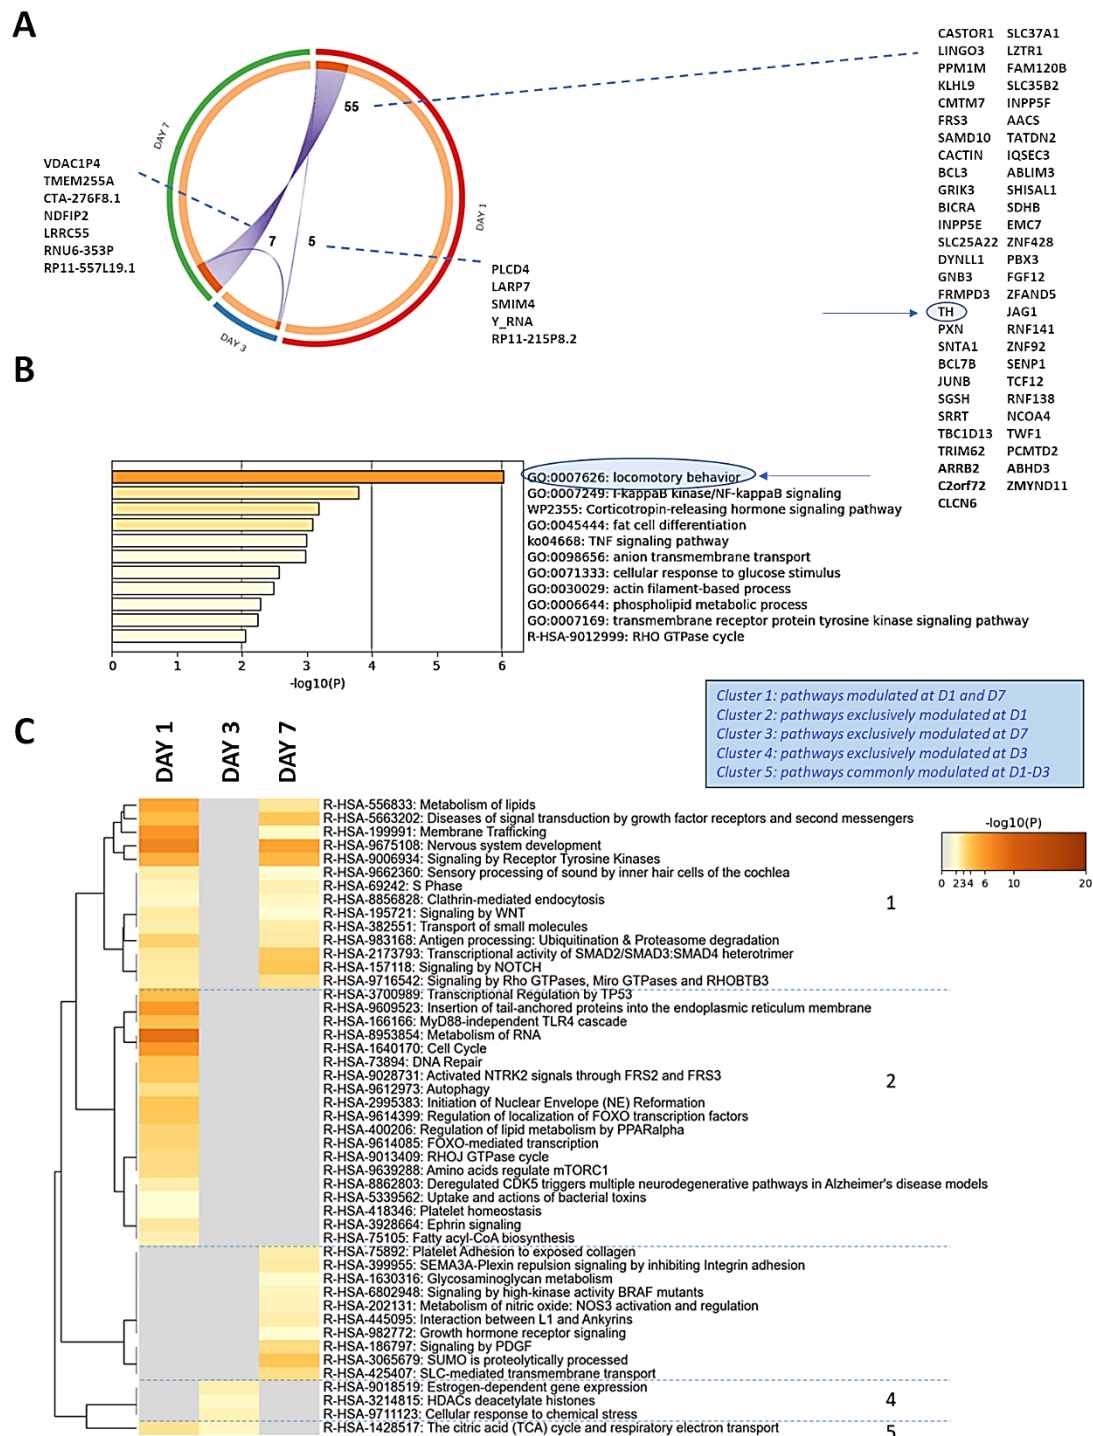 A
DAY 7
DAY 1
DAY 3
55
7
5
VDAC1P4
TMEM255A
CTA-276F8.1
NDFIP2
LRRC55
RNU6-353P
RP11-557L19.1
PLCD4
LARP7
SMIM4
Y_RNA
RP11-215P8.2
CASTOR1 SLC37A1
LINGO3 LZTR1
PPM1M FAM120B
KLHL9 SLC35B2
CMTM7 INPP5F
FRS3 AACS
SAMD10 TATDN2
CACTIN IQSEC3
BCL3 ABLIM3
GRIK3 SHISAL1
BICRA SDHB
INPP5E EMC7
SLC25A22 ZNF428
DYNLL1 PBX3
GNB3 FGF12
FRMPD3 ZFAND5
TH JAG1
PXN RNF141
SNTA1 ZNF92
BCL7B SENP1
JUNB TCF12
SGSH RNF138
SRRT NCOA4
TBC1D13 TWF1
TRIM62 PCMTD2
ARRB2 ABHD3
C2orf72 ZMYND11
CLCN6
B
GO:0007626: locomotory behavior
GO:0007249: I-kappaB kinase/NF-kappaB signaling
WP2355: Corticotropin-releasing hormone signaling pathway
GO:0045444: fat cell differentiation
ko04668: TNF signaling pathway
GO:0098656: anion transmembrane transport
GO:0071333: cellular response to glucose stimulus
GO:0030029: actin filament-based process
GO:0006644: phospholipid metabolic process
GO:0007169: transmembrane receptor protein tyrosine kinase signaling pathway
R-HSA-9012999: RHO GTPase cycle
0 1 2 3 4 5 6
-log10(P)
Cluster 1: pathways modulated at D1 and D7
Cluster 2: pathways exclusively modulated at D1
Cluster 3: pathways exclusively modulated at D7
Cluster 4: pathways exclusively modulated at D3
Cluster 5: pathways commonly modulated at D1-D3
C
DAY 1
DAY 3
DAY 7
-log10(P)
0 2 3 4 6 10 20
R-HSA-556833: Metabolism of lipids
R-HSA-5663202: Diseases of signal transduction by growth factor receptors and second messengers
R-HSA-199991: Membrane Trafficking
R-HSA-9675108: Nervous system development
R-HSA-9006934: Signaling by Receptor Tyrosine Kinases
R-HSA-9662360: Sensory processing of sound by inner hair cells of the cochlea
R-HSA-69242: S Phase
R-HSA-8856828: Clathrin-mediated endocytosis
R-HSA-195721: Signaling by WNT
R-HSA-382551: Transport of small molecules
R-HSA-983168: Antigen processing: Ubiquitination & Proteasome degradation
R-HSA-2173793: Transcriptional activity of SMAD2/SMAD3:SMAD4 heterotrimer
R-HSA-157118: Signaling by NOTCH
R-HSA-9716542: Signaling by Rho GTPases, Miro GTPases and RHOBTB3
1
R-HSA-3700989: Transcriptional Regulation by TP53
R-HSA-9609523: Insertion of tail-anchored proteins into the endoplasmic reticulum membrane
R-HSA-166166: MyD88-independent TLR4 cascade
R-HSA-8953854: Metabolism of RNA
R-HSA-1640170: Cell Cycle
R-HSA-73894: DNA Repair
R-HSA-9028731: Activated NTRK2 signals through FRS2 and FRS3
R-HSA-9612973: Autophagy
R-HSA-2995383: Initiation of Nuclear Envelope (NE) Reformation
R-HSA-9614399: Regulation of localization of FOXO transcription factors
R-HSA-400206: Regulation of lipid metabolism by PPARalpha
R-HSA-9614085: FOXO-mediated transcription
R-HSA-9013409: RHOJ GTPase cycle
R-HSA-9639288: Amino acids regulate mTORC1
R-HSA-8862803: Deregulated CDK5 triggers multiple neurodegenerative pathways in Alzheimer's disease models
R-HSA-5339562: Uptake and actions of bacterial toxins
R-HSA-418346: Platelet homeostasis
R-HSA-3928664: Ephrin signaling
R-HSA-75105: Fatty acyl-CoA biosynthesis
2
R-HSA-75892: Platelet Adhesion to exposed collagen
R-HSA-399955: SEMA3A-Plexin repulsion signaling by inhibiting Integrin adhesion
R-HSA-1630316: Glycosaminoglycan metabolism
R-HSA-6802948: Signaling by high-kinase activity BRAF mutants
R-HSA-202131: Metabolism of nitric oxide: NOS3 activation and regulation
R-HSA-445095: Interaction between L1 and Ankyrins
R-HSA-982772: Growth hormone receptor signaling
R-HSA-186797: Signaling by PDGF
R-HSA-3065679: SUMO is proteolytically processed
R-HSA-425407: SLC-mediated transmembrane transport
R-HSA-9018519: Estrogen-dependent gene expression
R-HSA-3214815: HDACs deacetylate histones
R-HSA-9711123: Cellular response to chemical stress
4
R-HSA-1428517: The citric acid (TCA) cycle and respiratory electron transport
5